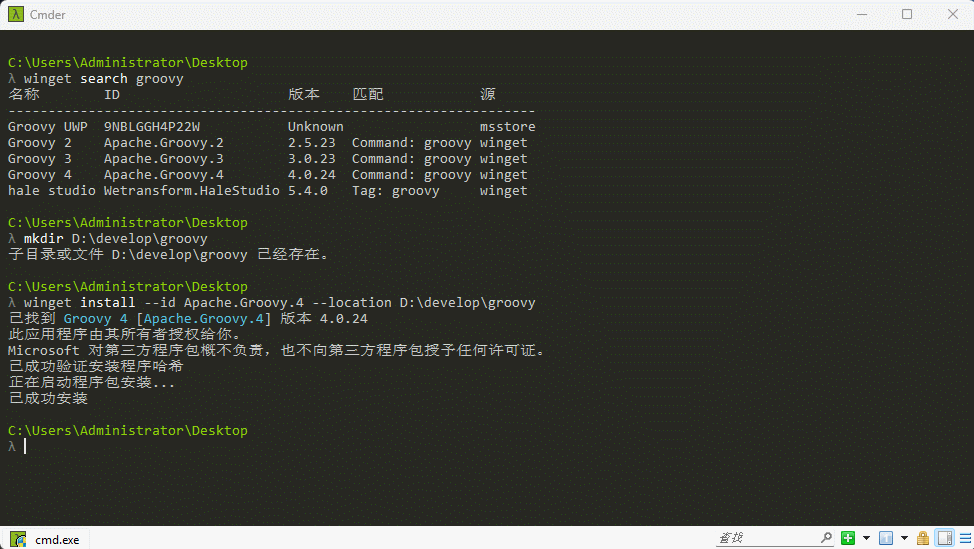 Cmder
C:\Users\Administrator\Desktop
λ winget search groovy
名称 ID 版本 匹配 源
--------------------------------------------------------------------
Groovy UWP 9NBLGGH4P22W Unknown msstore
Groovy 2 Apache.Groovy.2 2.5.23 Command: groovy winget
Groovy 3 Apache.Groovy.3 3.0.23 Command: groovy winget
Groovy 4 Apache.Groovy.4 4.0.24 Command: groovy winget
hale studio Wetransform.HaleStudio 5.4.0 Tag: groovy winget
C:\Users\Administrator\Desktop
λ mkdir D:\develop\groovy
子目录或文件 D:\develop\groovy 已经存在。
C:\Users\Administrator\Desktop
λ winget install --id Apache.Groovy.4 --location D:\develop\groovy
已找到 Groovy 4 [Apache.Groovy.4] 版本 4.0.24
此应用程序由其所有者授权给你。
Microsoft 对第三方程序包概不负责，也不向第三方程序包授予任何许可证。
已成功验证安装程序哈希
正在启动程序包安装...
已成功安装
C:\Users\Administrator\Desktop
λ
cmd.exe 查找